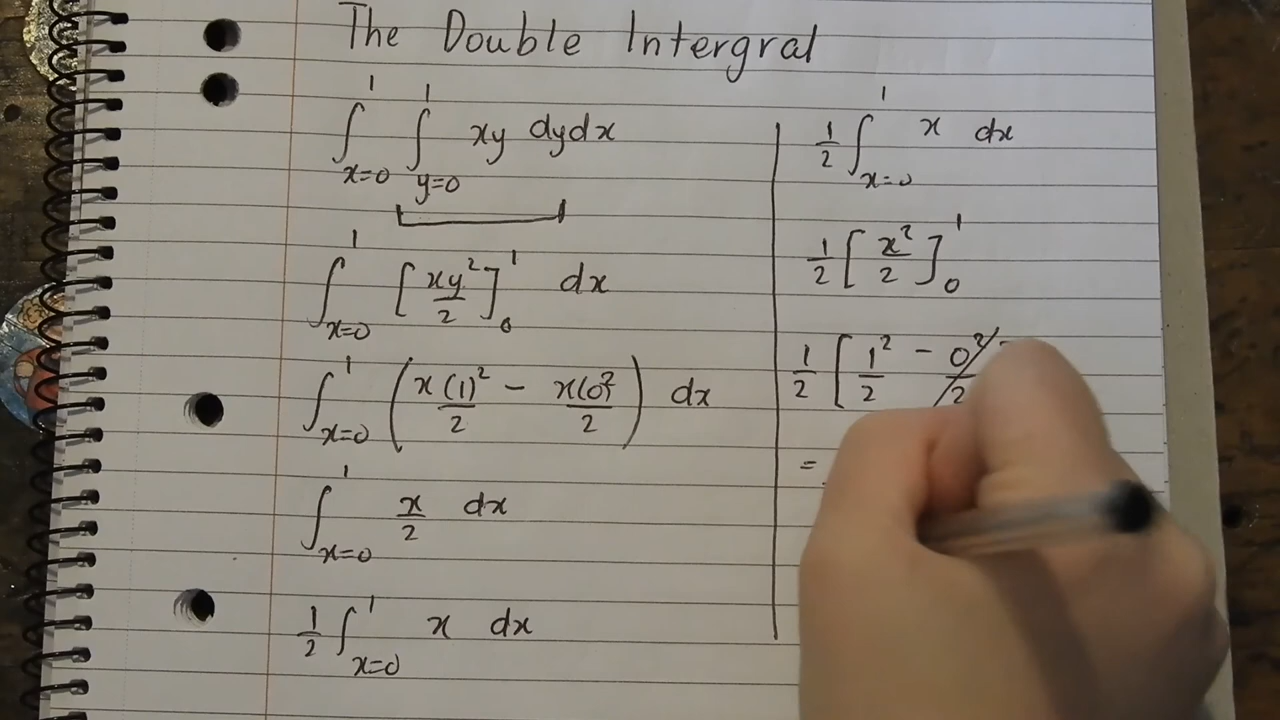 The Double Intergral
∫_{x=0}^{1} ∫_{y=0}^{1} xy dydx
∫_{x=0}^{1} [xy²/2]_{0}^{1} dx
∫_{x=0}^{1} (x(1)²/2 - x(0)²/2) dx
∫_{x=0}^{1} x/2 dx
1/2 ∫_{x=0}^{1} x dx
1/2 ∫_{x=0}^{1} x dx
1/2 [x²/2]_{0}^{1}
1/2 [1²/2 - 0²/2
=